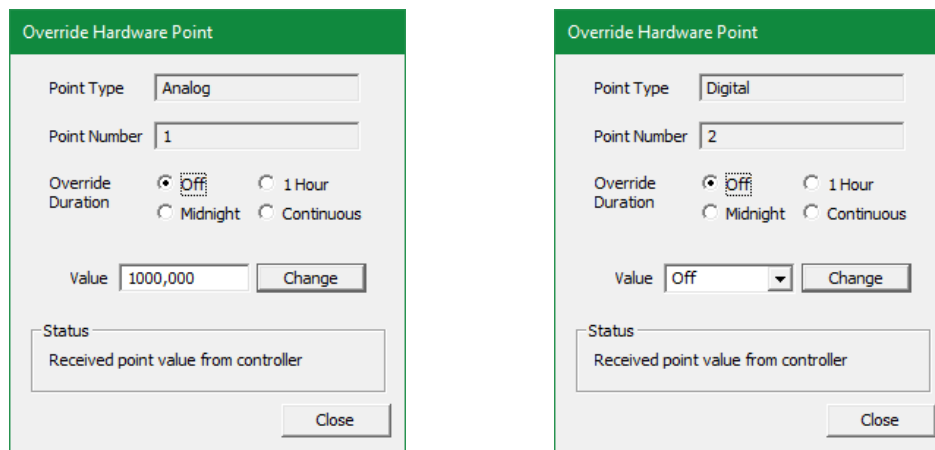 Override Hardware Point
Point Type Analog
Point Number 1
Override Duration
Off 1 Hour
Midnight Continuous
Value 1000,000 Change
Status
Received point value from controller
Close
Override Hardware Point
Point Type Digital
Point Number 2
Override Duration
Off 1 Hour
Midnight Continuous
Value Off Change
Status
Received point value from controller
Close